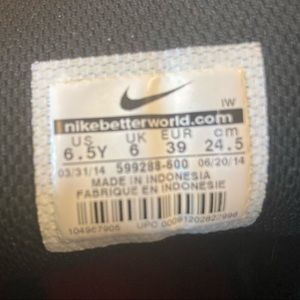 IW
nikebetterworld.com
US UK EUR cm
6.5Y 6 39 24.5
03/31/14 599288-600 06/20/14
MADE IN INDONESIA
FABRIQUE EN INDONESIE
UPC